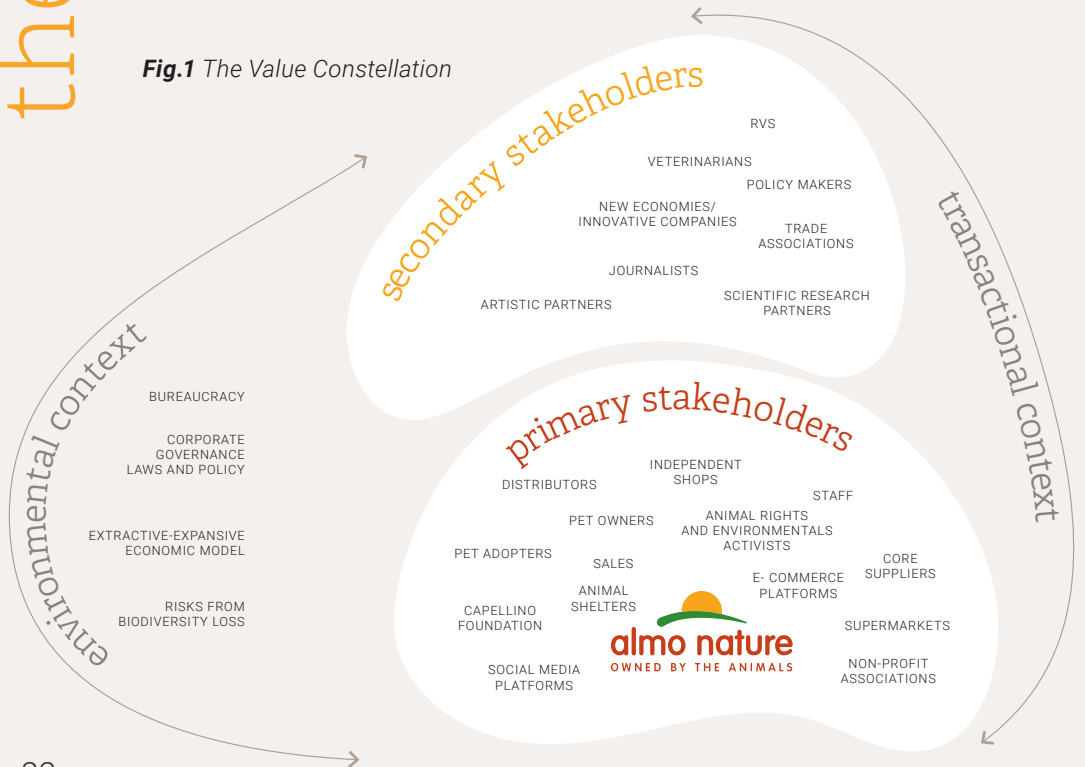 the
Fig.1 The Value Constellation
secondary stakeholders
RVS
VETERINARIANS
POLICY MAKERS
NEW ECONOMIES/
INNOVATIVE COMPANIES
TRADE
ASSOCIATIONS
JOURNALISTS
ARTISTIC PARTNERS
SCIENTIFIC RESEARCH
PARTNERS
transactional context
environmental context
BUREAUCRACY
CORPORATE
GOVERNANCE
LAWS AND POLICY
EXTRACTIVE-EXPANSIVE
ECONOMIC MODEL
RISKS FROM
BIODIVERSITY LOSS
primary stakeholders
INDEPENDENT
SHOPS
DISTRIBUTORS
STAFF
PET OWNERS
ANIMAL RIGHTS
AND ENVIRONMENTALS
ACTIVISTS
PET ADOPTERS
SALES
CORE
SUPPLIERS
E- COMMERCE
PLATFORMS
ANIMAL
SHELTERS
CAPELLINO
FOUNDATION
SUPERMARKETS
almo nature
OWNED BY THE ANIMALS
SOCIAL MEDIA
PLATFORMS
NON-PROFIT
ASSOCIATIONS